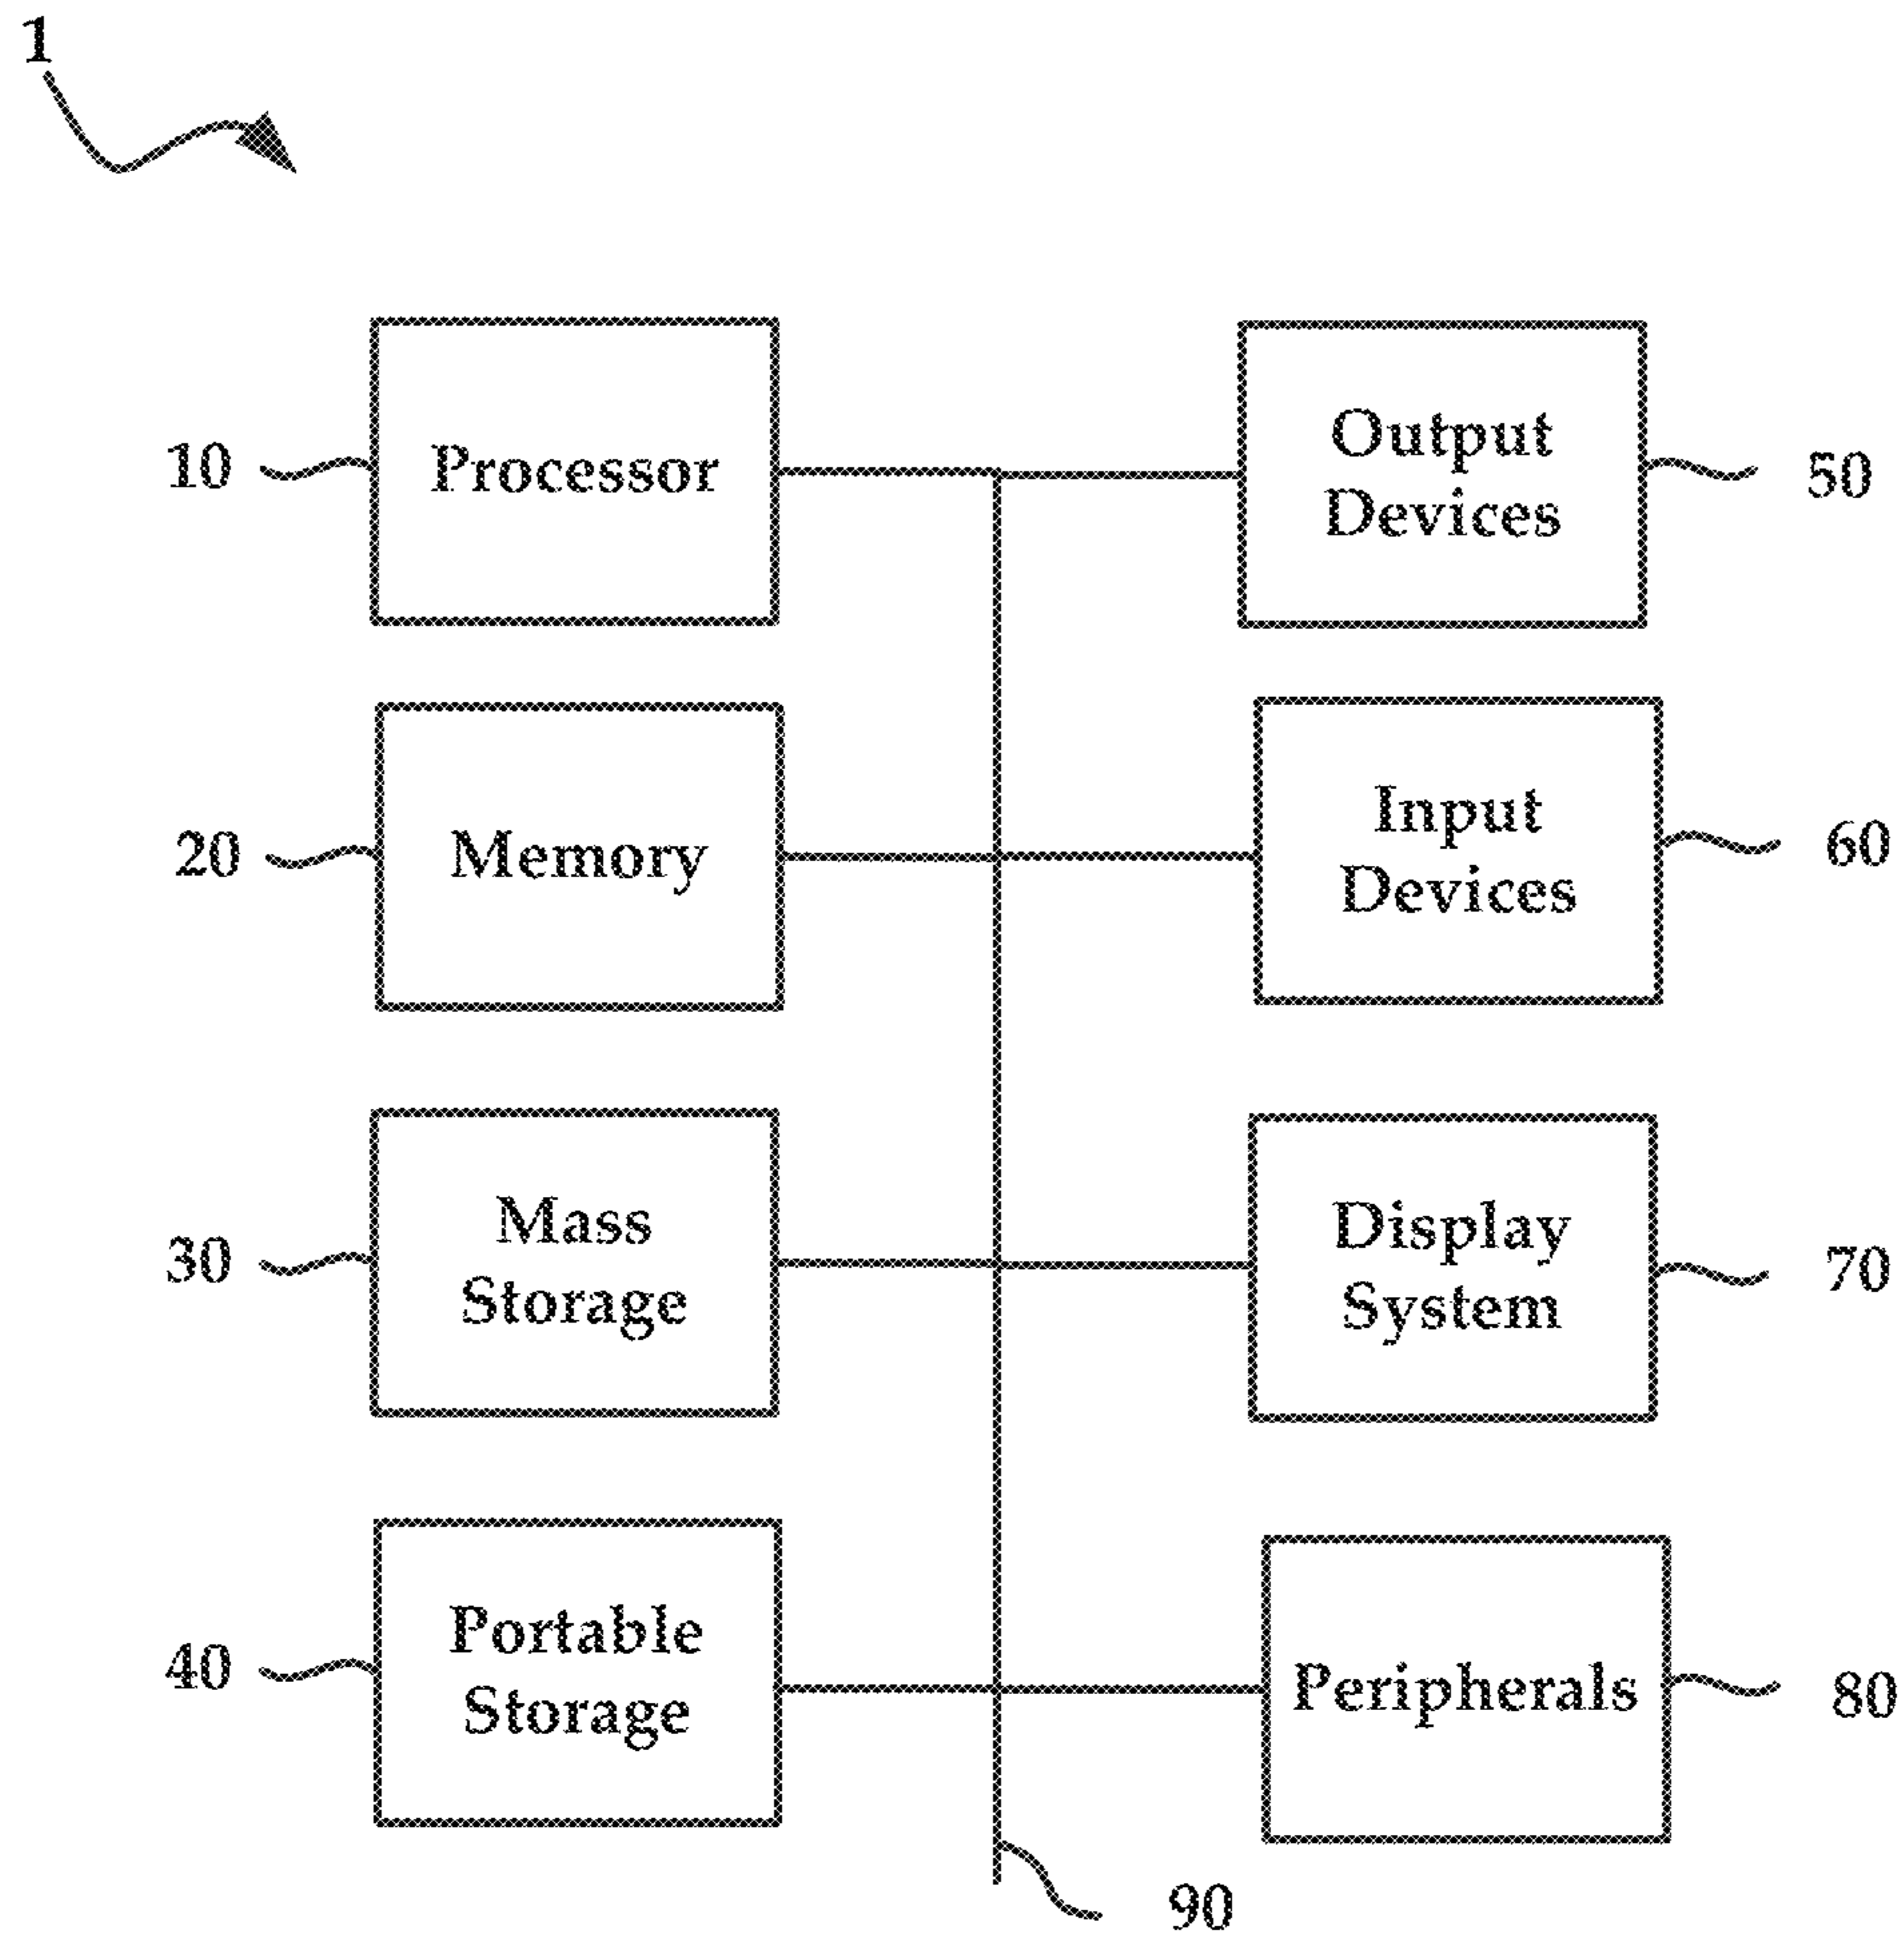 1
10
Processor
Output
Devices
50
20
Memory
Input
Devices
60
30
Mass
Storage
Display
System
70
40
Portable
Storage
Peripherals
80
90